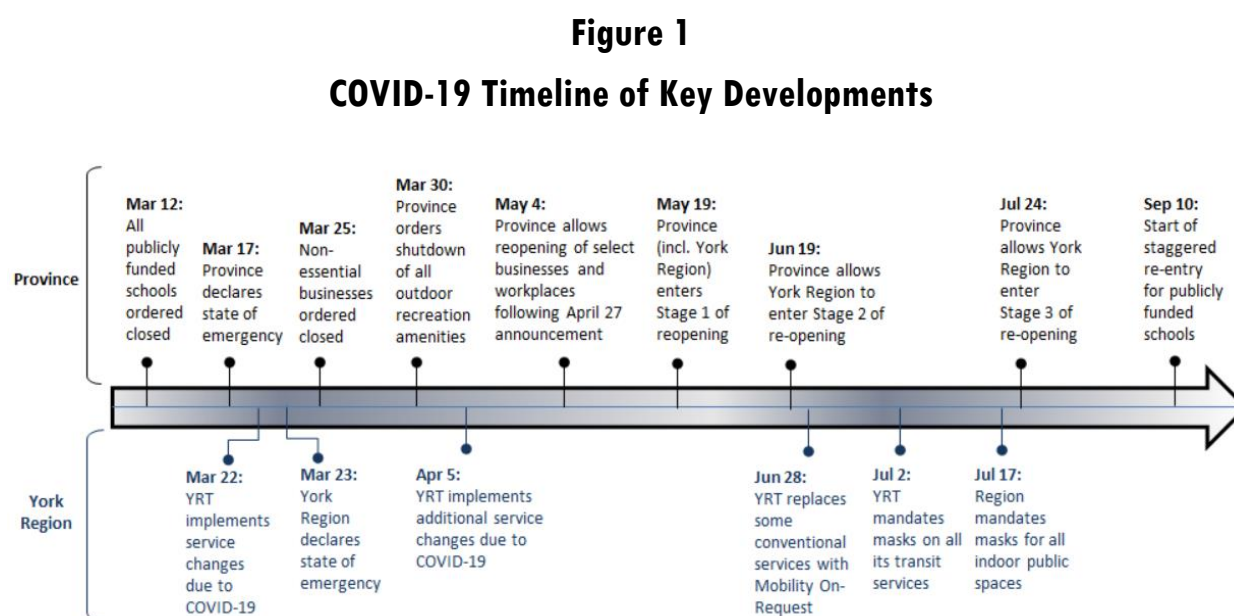 Figure 1
COVID-19 Timeline of Key Developments
Province
Mar 12:
All
publicly
funded
schools
ordered
closed
Mar 17:
Province
declares
state of
emergency
Mar 25:
Non-
essential
businesses
ordered
closed
Mar 30:
Province
orders
shutdown
of all
outdoor
recreation
amenities
May 4:
Province allows
reopening of select
businesses and
workplaces
following April 27
announcement
May 19:
Province
(incl. York
Region)
enters
Stage 1 of
reopening
Jun 19:
Province allows
York Region to
enter Stage 2 of
re-opening
Jul 24:
Province
allows York
Region to
enter
Stage 3 of
re-opening
Sep 10:
Start of
staggered
re-entry
for publicly
funded
schools
York
Region
Mar 22:
YRT
implements
service
changes
due to
COVID-19
Mar 23:
York
Region
declares
state of
emergency
Apr 5:
YRT implements
additional service
changes due to
COVID-19
Jun 28:
YRT replaces
some
conventional
services with
Mobility On-
Request
Jul 2:
YRT
mandates
masks on all
its transit
services
Jul 17:
Region
mandates
masks for all
indoor public
spaces